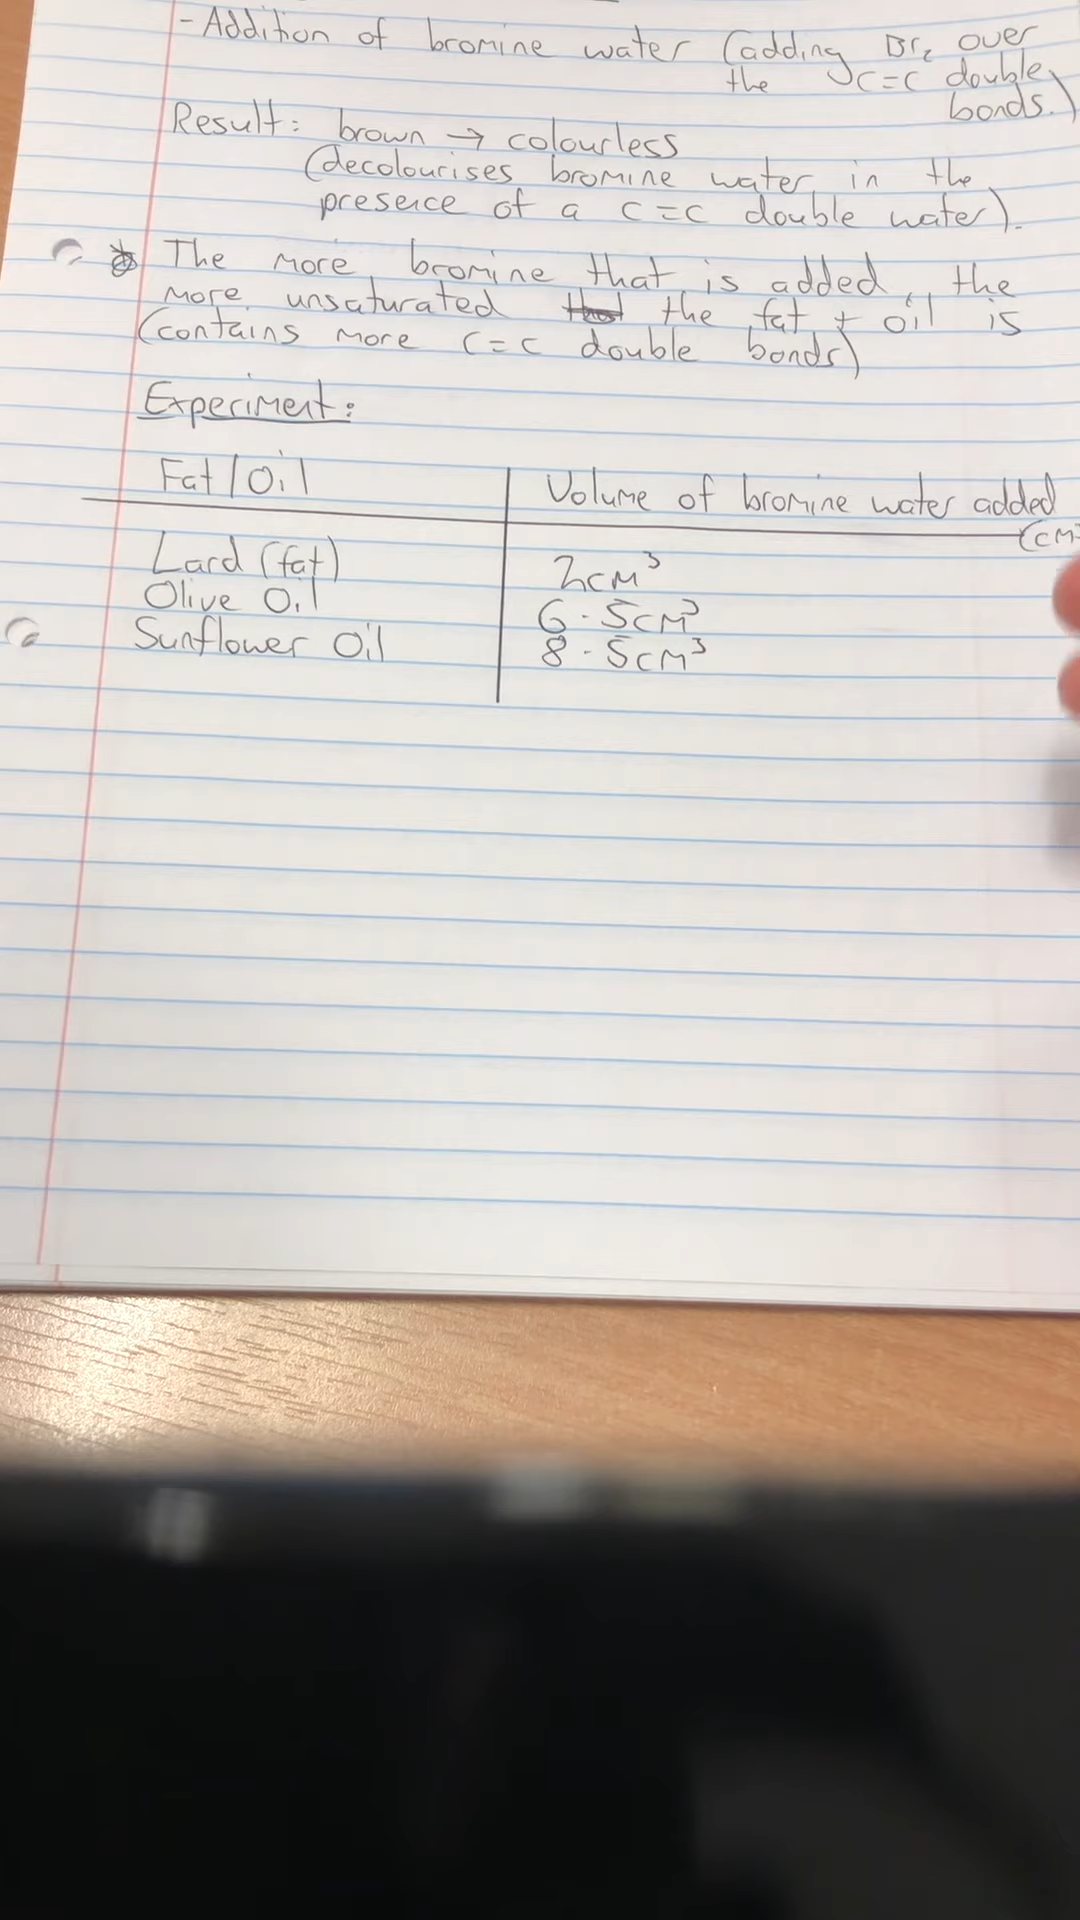 - Addition of bromine water (adding Br₂ over
the C=C double
bonds.)
Result: brown → colourless
(decolourises bromine water in the
presence of a C=C double water).
The more bromine that is added, the
more unsaturated the fat + oil is
(contains more C=C double bonds)
Experiment:
Fat / Oil | Volume of bromine water added
(cm³
Lard (fat) | 2cm³
Olive Oil | 6.5cm³
Sunflower Oil | 8.5cm³